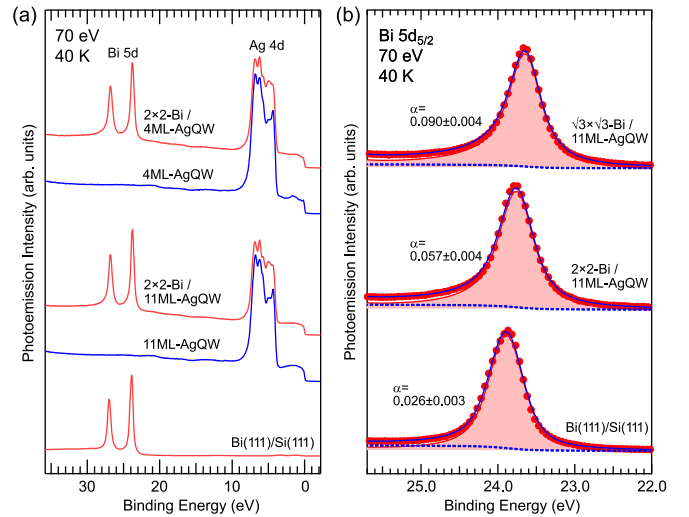 (a)
70 eV
40 K
Bi 5d
Ag 4d
2×2-Bi /
4ML-AgQW
4ML-AgQW
2×2-Bi /
11ML-AgQW
11ML-AgQW
Bi(111)/Si(111)
Photoemission Intensity (arb. units)
30 20 10 0
Binding Energy (eV)
(b)
Bi 5d5/2
70 eV
40 K
α=
0.090±0.004
√3×√3-Bi /
11ML-AgQW
α=
0.057±0.004
2×2-Bi /
11ML-AgQW
α=
0.026±0.003
Bi(111)/Si(111)
Photoemission Intensity (arb. units)
25.0 24.0 23.0 22.0
Binding Energy (eV)